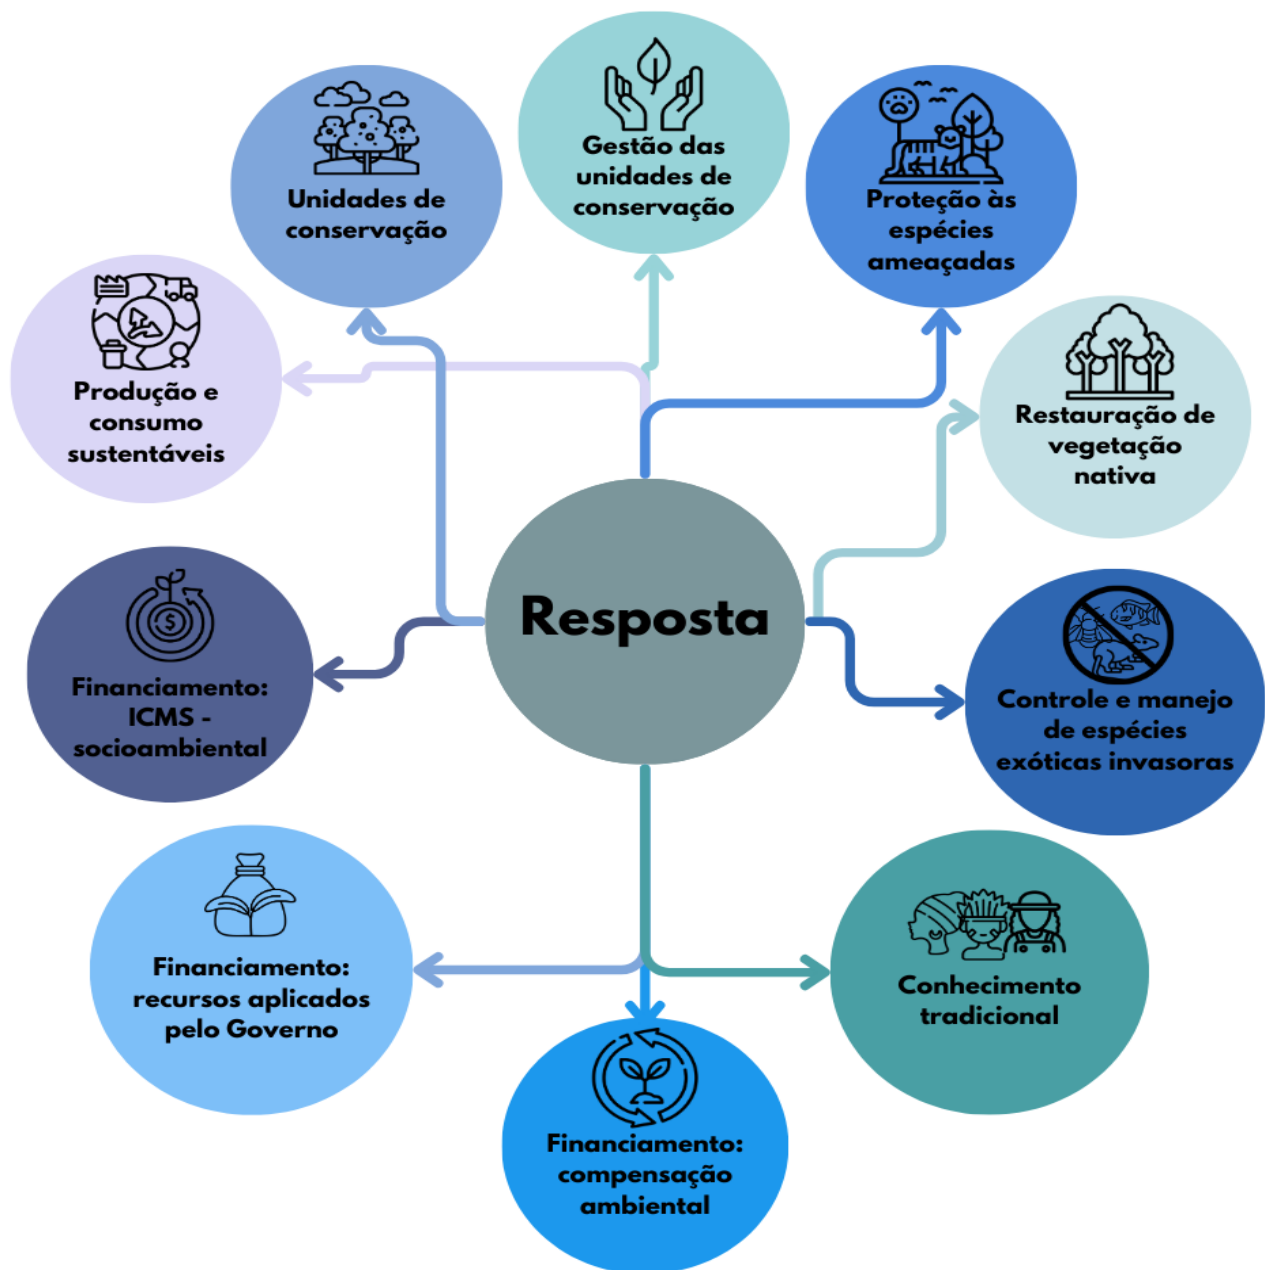 Gestão das
unidades de
conservação
Unidades de
conservação
Proteção às
espécies
ameaçadas
Produção e
consumo
sustentáveis
Restauração de
vegetação
nativa
Resposta
Financiamento:
ICMS -
socioambiental
Controle e manejo
de espécies
exóticas invasoras
Financiamento:
recursos aplicados
pelo Governo
Conhecimento
tradicional
Financiamento:
compensação
ambiental
$